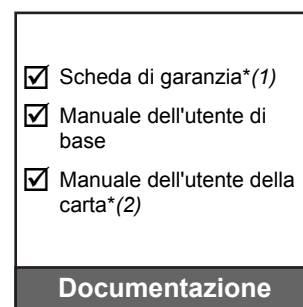 Scheda di garanzia*(1)
Manuale dell'utente di
base
Manuale dell'utente della
carta*(2)
Documentazione